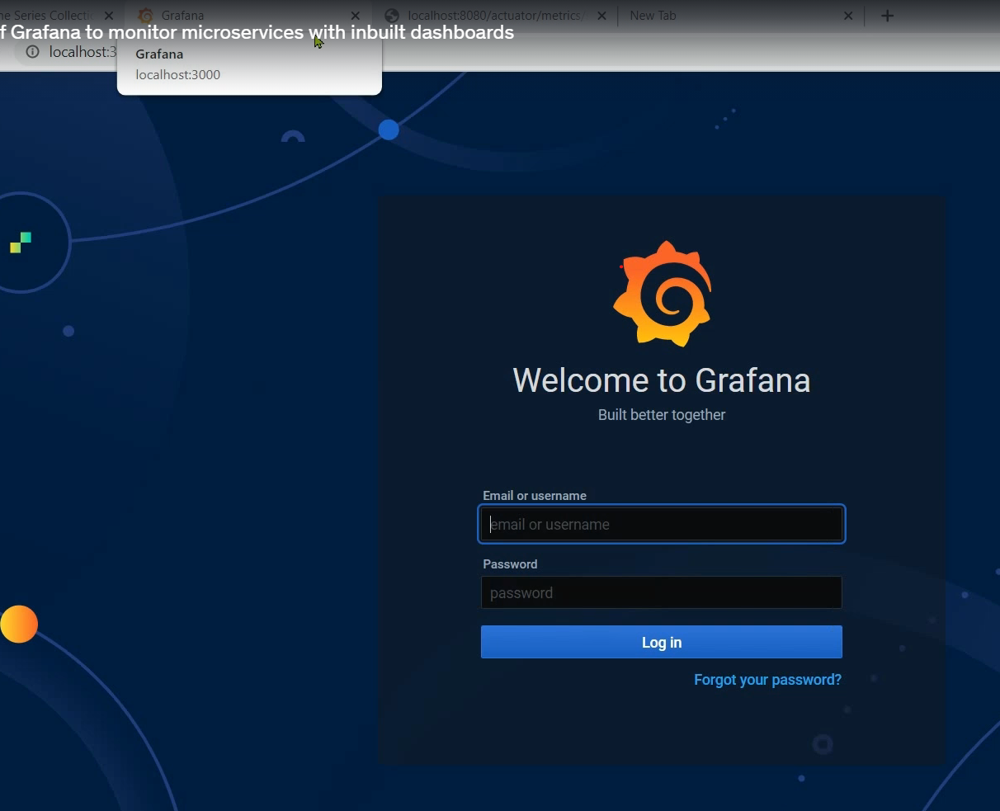 ne Series Collecti
Grafana
localhost:8080/actuator/metrics/
New Tab
f Grafana to monitor microservices with inbuilt dashboards
localhost:3
Grafana
localhost:3000
Welcome to Grafana
Built better together
Email or username
email or username
Password
password
Log in
Forgot your password?